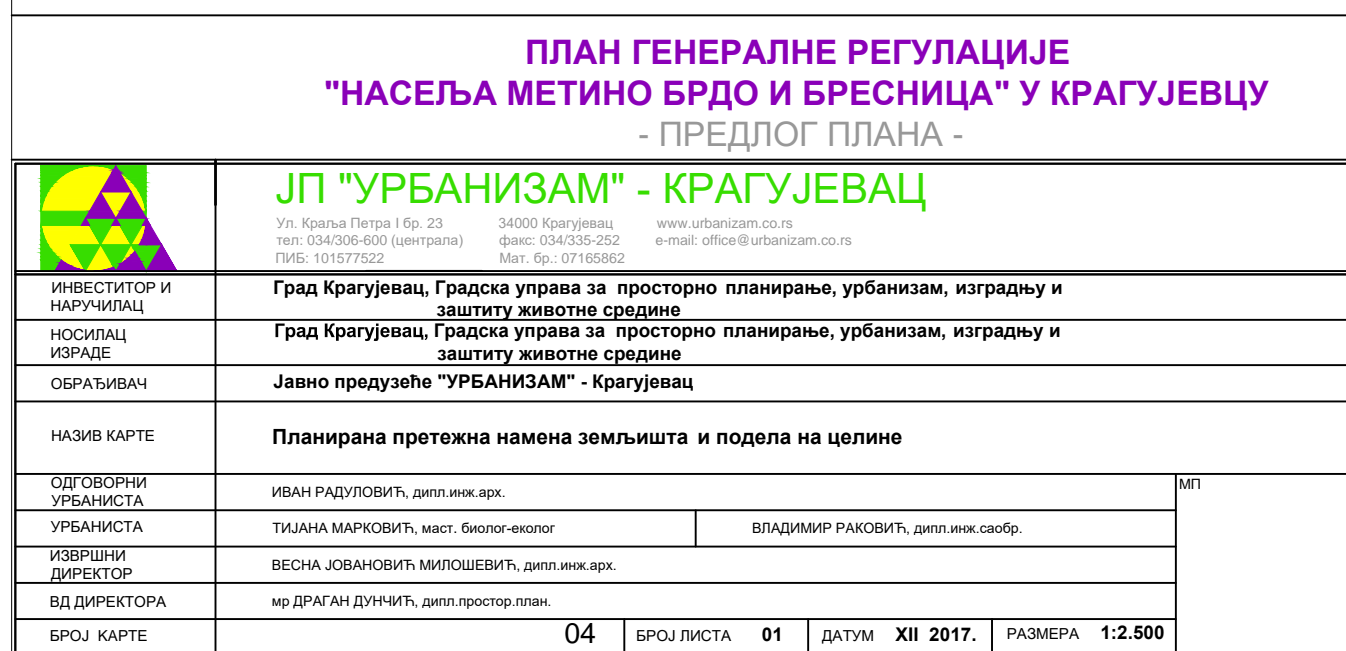 ПЛАН ГЕНЕРАЛНЕ РЕГУЛАЦИЈЕ
"НАСЕЉА МЕТИНО БРДО И БРЕСНИЦА" У КРАГУЈЕВЦУ
- ПРЕДЛОГ ПЛАНА -
ЈП "УРБАНИЗАМ" - КРАГУЈЕВАЦ
Ул. Краља Петра I бр. 23 34000 Крагујевац www.urbanizam.co.rs
тел: 034/306-600 (централа) факс: 034/335-252 e-mail: office@urbanizam.co.rs
ПИБ: 101577522 Мат. бр.: 07165862
ИНВЕСТИТОР И
НАРУЧИЛАЦ
Град Крагујевац, Градска управа за просторно планирање, урбанизам, изградњу и
заштиту животне средине
НОСИЛАЦ
ИЗРАДЕ
Град Крагујевац, Градска управа за просторно планирање, урбанизам, изградњу и
заштиту животне средине
ОБРАЂИВАЧ
Јавно предузеће "УРБАНИЗАМ" - Крагујевац
НАЗИВ КАРТЕ
Планирана претежна намена земљишта и подела на целине
ОДГОВОРНИ
УРБАНИСТА
ИВАН РАДУЛОВИЋ, дипл.инж.арх.
МП
УРБАНИСТА
ТИЈАНА МАРКОВИЋ, маст. биолог-еколог
ВЛАДИМИР РАКОВИЋ, дипл.инж.саобр.
ИЗВРШНИ
ДИРЕКТОР
ВЕСНА ЈОВАНОВИЋ МИЛОШЕВИЋ, дипл.инж.арх.
ВД ДИРЕКТОРА
мр ДРАГАН ДУНЧИЋ, дипл.простор.план.
БРОЈ КАРТЕ 04 БРОЈ ЛИСТА 01 ДАТУМ XII 2017. РАЗМЕРА 1:2.500